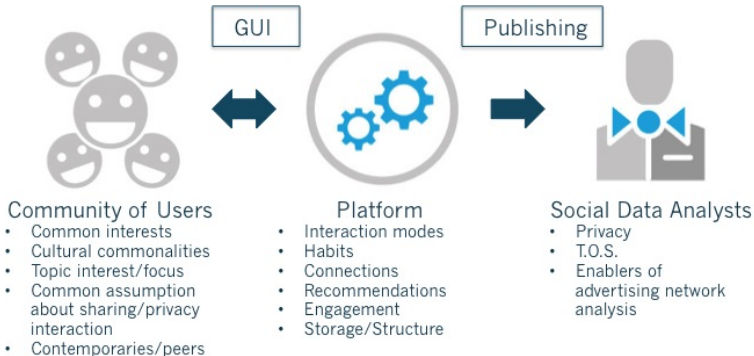 GUI
Publishing
Community of Users
• Common interests
• Cultural commonalities
• Topic interest/focus
• Common assumption
about sharing/privacy
interaction
• Contemporaries/peers
Platform
• Interaction modes
• Habits
• Connections
• Recommendations
• Engagement
• Storage/Structure
Social Data Analysts
• Privacy
• T.O.S.
• Enablers of
advertising network
analysis